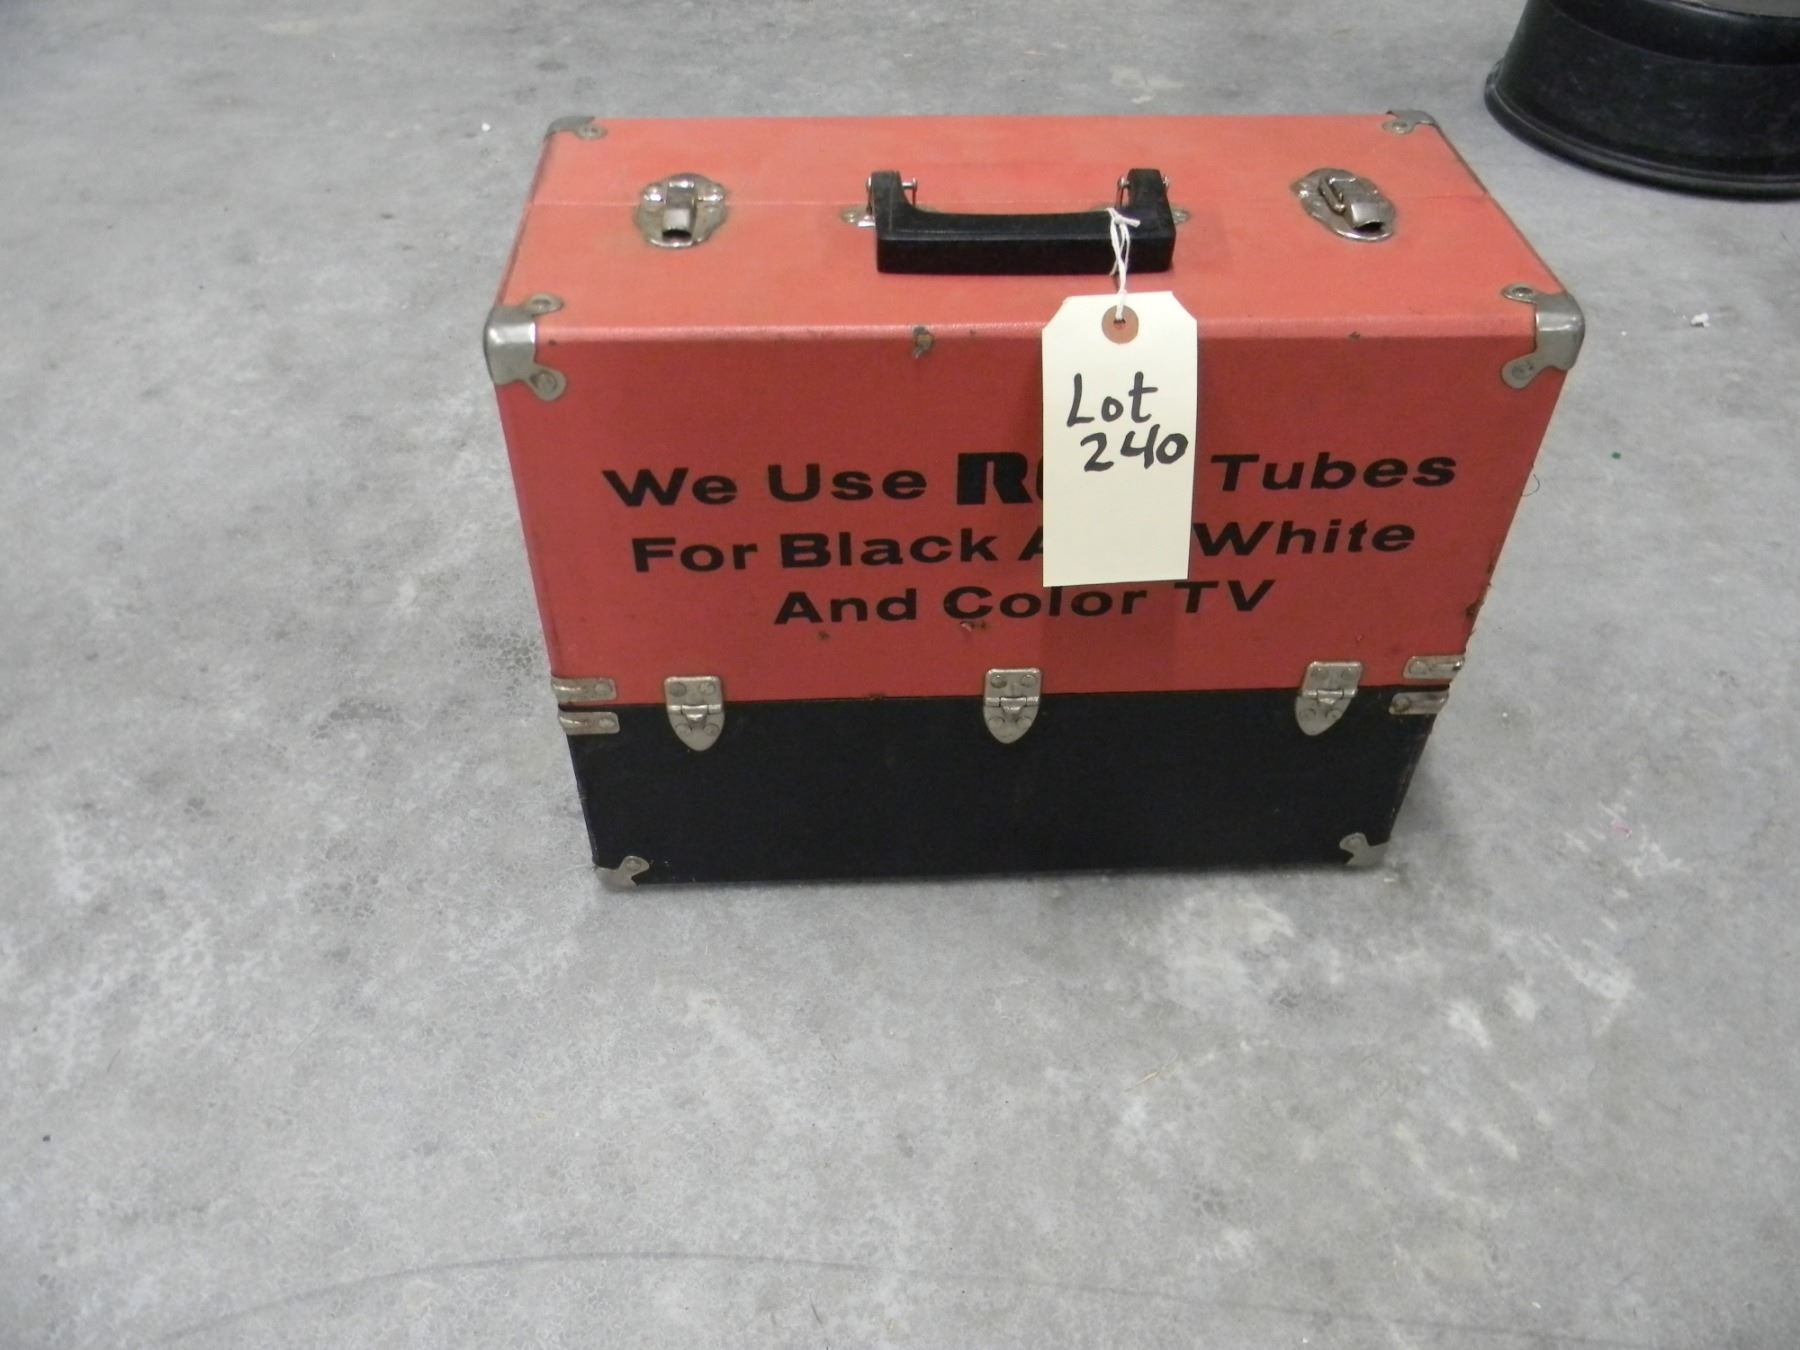 Lot
240
We Use Tubes
For Black White
And Color TV